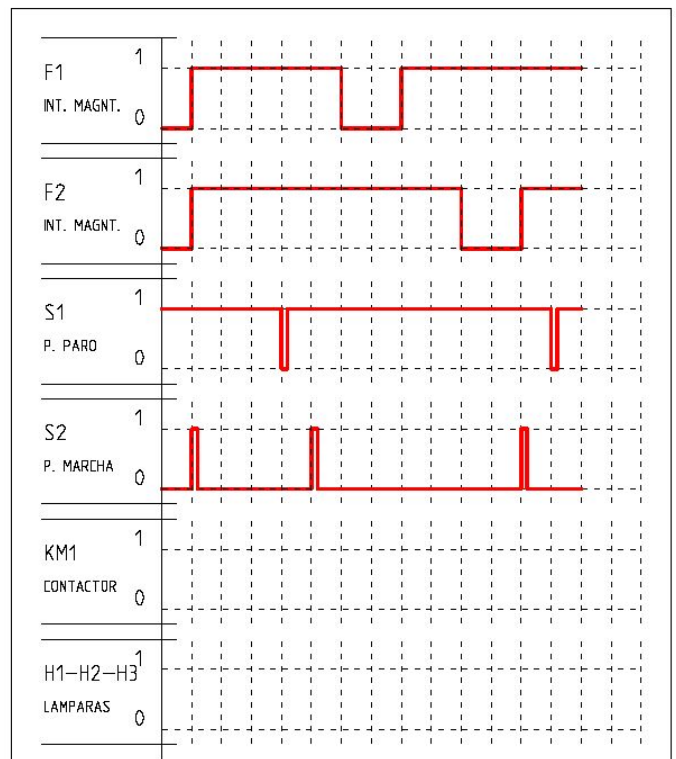 F1 1
INT. MAGNT. 0
F2 1
INT. MAGNT. 0
S1 1
P. PARO 0
S2 1
P. MARCHA 0
KM1 1
CONTACTOR 0
H1-H2-H3 1
LAMPARAS 0